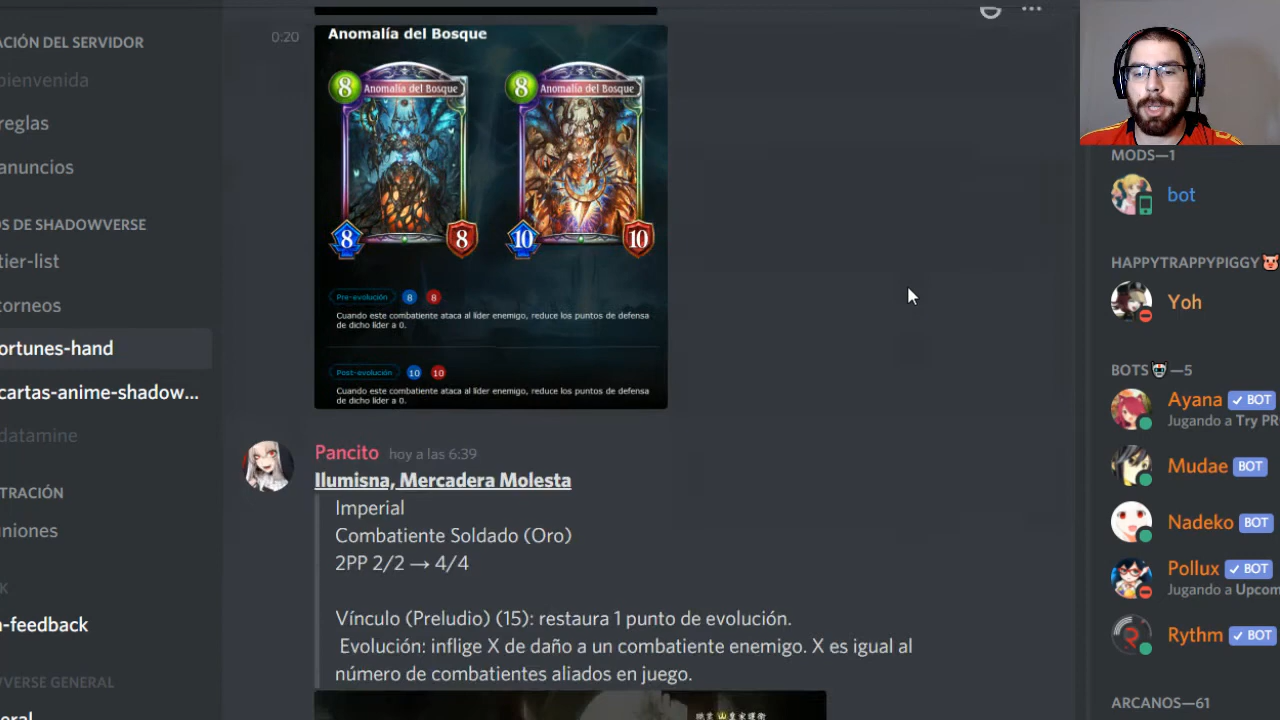 ACIÓN DEL SERVIDOR
bienvenida
reglas
anuncios
OS DE SHADOWVERSE
tier-list
torneos
ortunes-hand
cartas-anime-shadow...
datamine
TRACIÓN
uniones
K
-feedback
VERSE GENERAL
0:20
Anomalía del Bosque
8 Anomalía del Bosque 8 8
8 Anomalía del Bosque 10 10
Pre-evolución 8 8
Cuando este combatiente ataca al líder enemigo, reduce los puntos de defensa
de dicho líder a 0.
Post-evolución 10 10
Cuando este combatiente ataca al líder enemigo, reduce los puntos de defensa
de dicho líder a 0.
Pancito hoy a las 6:39
Ilumisna, Mercadera Molesta
Imperial
Combatiente Soldado (Oro)
2PP 2/2 → 4/4
Vínculo (Preludio) (15): restaura 1 punto de evolución.
Evolución: inflige X de daño a un combatiente enemigo. X es igual al
número de combatientes aliados en juego.
MODS—1
bot
HAPPYTRAPPYPIGGY
Yoh
BOTS —5
Ayana ✓ BOT
Jugando a Try PR
Mudae BOT
Nadeko BOT
Pollux ✓ BOT
Jugando a Upcom
Rythm ✓ BOT
ARCANOS—61